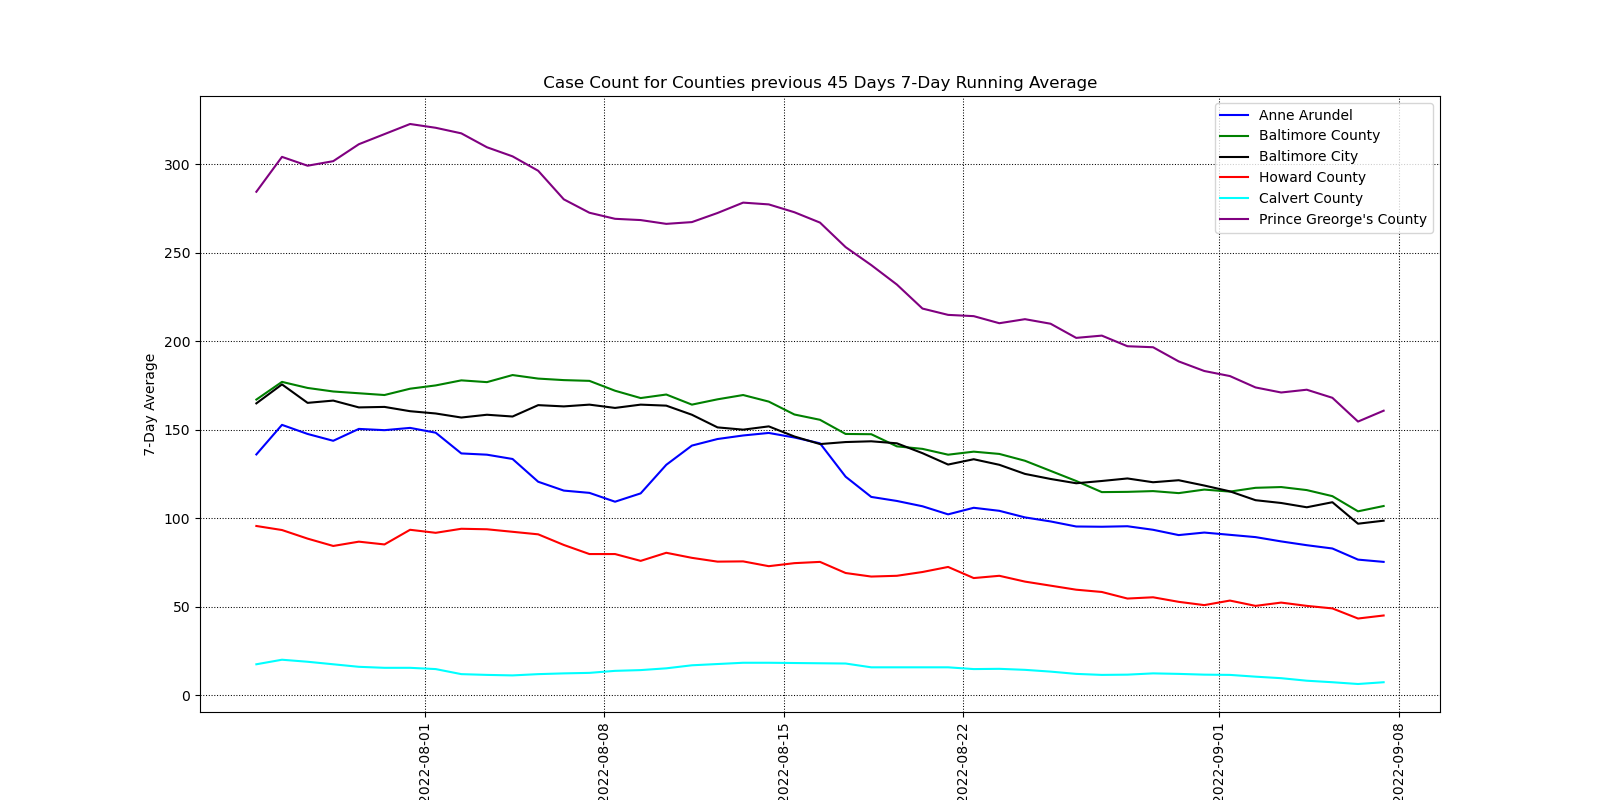 Case Count for Counties previous 45 Days 7-Day Running Average
Anne Arundel
Baltimore County
Baltimore City
Howard County
Calvert County
Prince Greorge's County
7-Day Average
300
250
200
150
100
50
0
2022-08-01
2022-08-08
2022-08-15
2022-08-22
2022-09-01
2022-09-08